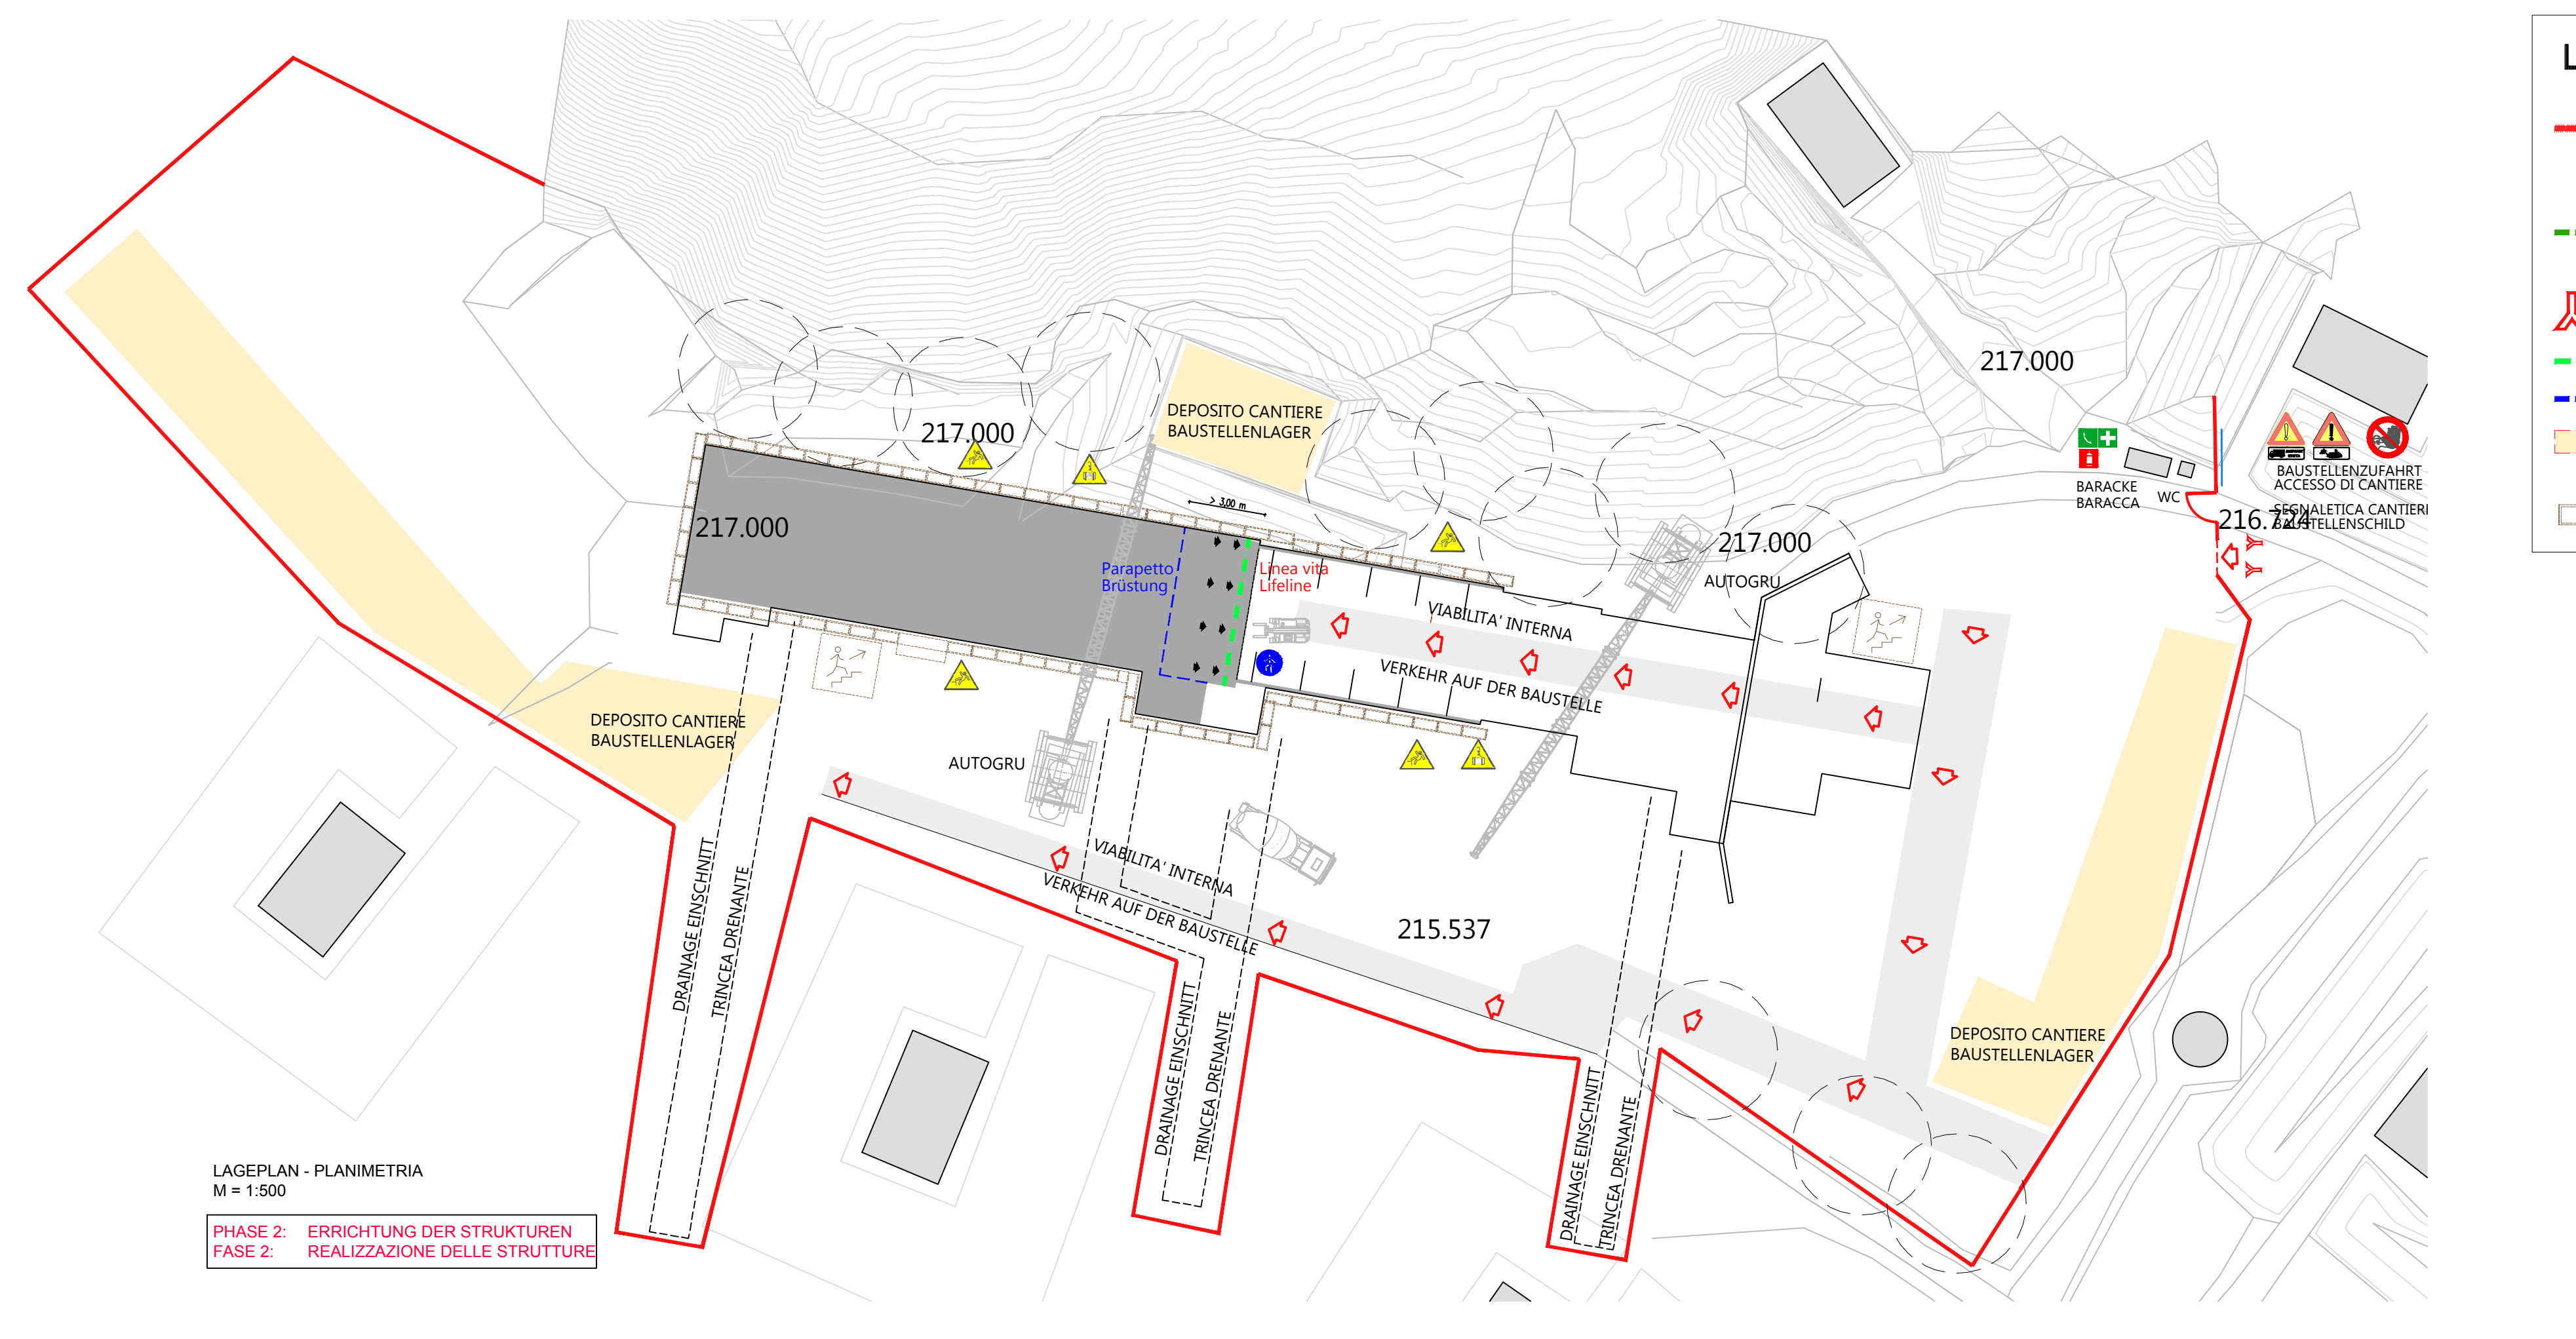 L
217.000
DEPOSITO CANTIERE
BAUSTELLENLAGER
217.000
BARACKE
BARACCA
WC
BAUSTELLENZUFAHRT
ACCESSO DI CANTIERE
SEGNALETICA CANTIERE
BAUSTELLENSCHILD
216.724
217.000
> 3,00 m
217.000
AUTOGRU
Parapetto
Brüstung
Linea vita
Lifeline
VIABILITA' INTERNA
VERKEHR AUF DER BAUSTELLE
DEPOSITO CANTIERE
BAUSTELLENLAGER
AUTOGRU
VIABILITA' INTERNA
VERKEHR AUF DER BAUSTELLE
215.537
DRAINAGE EINSCHNITT
TRINCEA DRENANTE
DRAINAGE EINSCHNITT
TRINCEA DRENANTE
DRAINAGE EINSCHNITT
TRINCEA DRENANTE
DEPOSITO CANTIERE
BAUSTELLENLAGER
LAGEPLAN - PLANIMETRIA
M = 1:500
PHASE 2: ERRICHTUNG DER STRUKTUREN
FASE 2: REALIZZAZIONE DELLE STRUTTURE